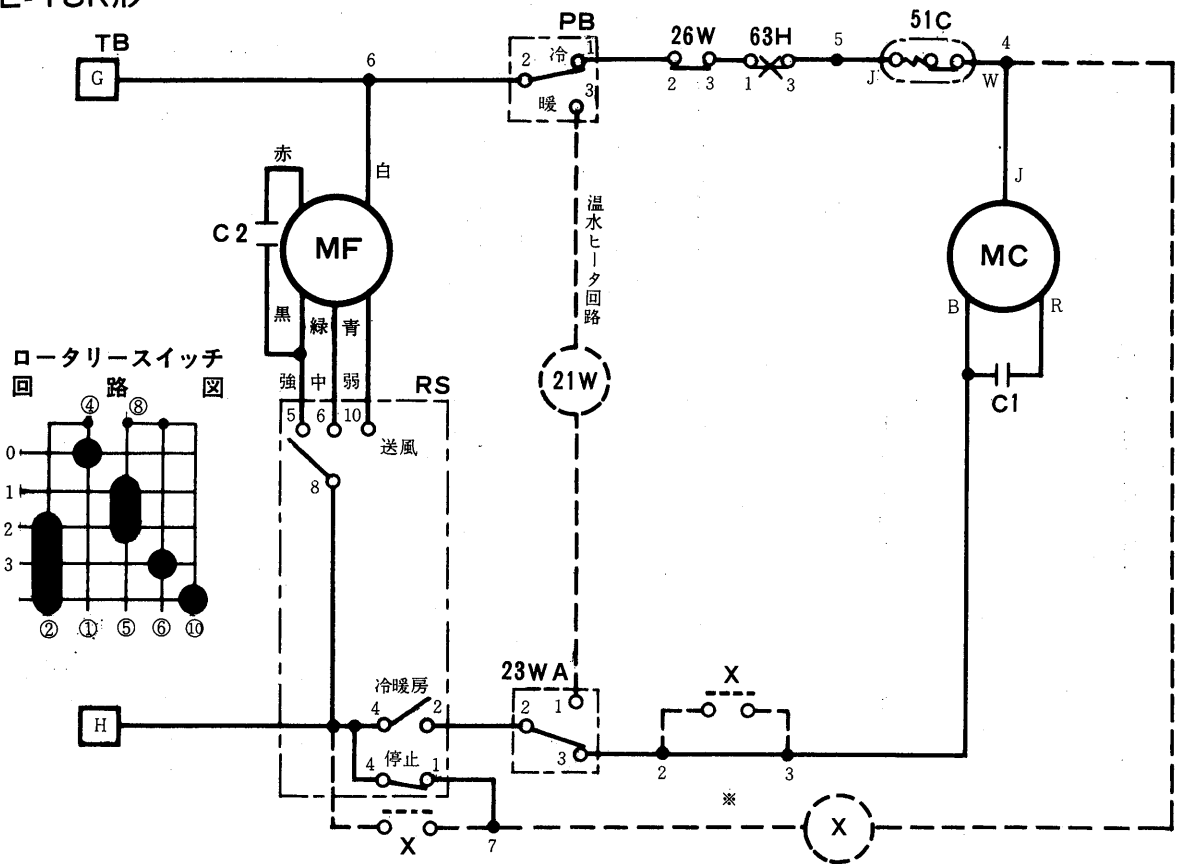 TB
G
6
PB
2
冷
1
3
暖
26W
2 3
63H
1 3
5
51C
J
W
4
赤
白
C2
MF
黒
緑
青
温水ヒータ回路
J
MC
B
R
C1
ロータリースイッチ
回路図
④ ⑧
0
1
2
3
② ① ⑤ ⑥ ⑩
強 中 弱
RS
5 6 10
送風
8
21W
23WA
冷暖房
4 2
2
1
3
H
停止
4 1
X
7
X
2 3
※
X